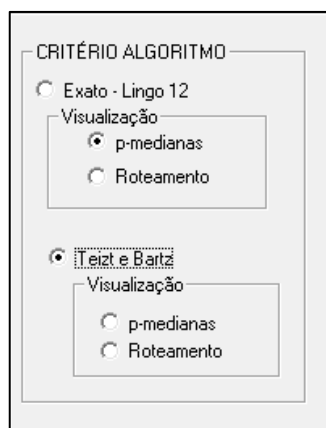 CRITÉRIO ALGORITMO
Exato - Lingo 12
Visualização
p-medianas
Roteamento
Teizt e Bartz
Visualização
p-medianas
Roteamento